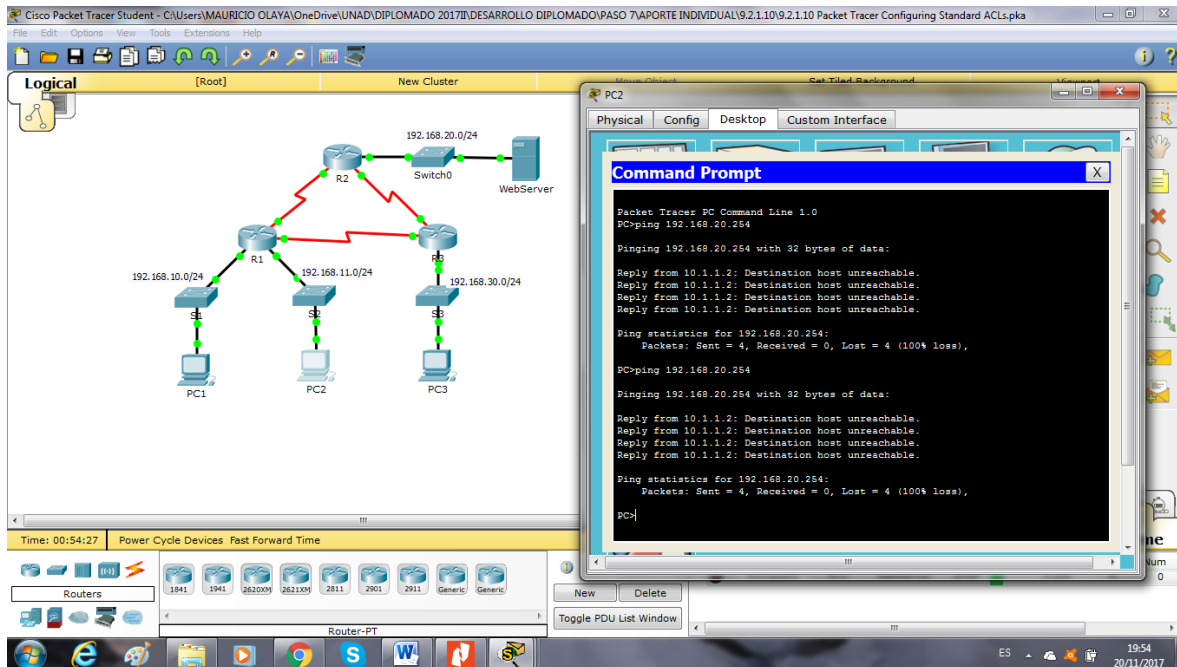 Cisco Packet Tracer Student - C:\Users\MAURICIO OLAYA\OneDrive\UNAD\DIPLOMADO 2017II\DESARROLLO DIPLOMADO\PASO 7\APORTE INDIVIDUAL\9.2.1.10\9.2.1.10 Packet Tracer Configuring Standard ACLs.pka
File Edit Options View Tools Extensions Help
Logical [Root] New Cluster Move Object Set Tiled Background Viewport
192.168.20.0/24
R2
Switch0
WebServer
R1
R3
192.168.10.0/24
192.168.11.0/24
192.168.30.0/24
S1
S2
S3
PC1
PC2
PC3
PC2
Physical Config Desktop Custom Interface
Command Prompt X
Packet Tracer PC Command Line 1.0
PC>ping 192.168.20.254
Pinging 192.168.20.254 with 32 bytes of data:
Reply from 10.1.1.2: Destination host unreachable.
Reply from 10.1.1.2: Destination host unreachable.
Reply from 10.1.1.2: Destination host unreachable.
Reply from 10.1.1.2: Destination host unreachable.
Ping statistics for 192.168.20.254:
Packets: Sent = 4, Received = 0, Lost = 4 (100% loss),
PC>ping 192.168.20.254
Pinging 192.168.20.254 with 32 bytes of data:
Reply from 10.1.1.2: Destination host unreachable.
Reply from 10.1.1.2: Destination host unreachable.
Reply from 10.1.1.2: Destination host unreachable.
Reply from 10.1.1.2: Destination host unreachable.
Ping statistics for 192.168.20.254:
Packets: Sent = 4, Received = 0, Lost = 4 (100% loss),
PC>
Time: 00:54:27 Power Cycle Devices Fast Forward Time
Routers
1841 1941 2620XM 2621XM 2811 2901 2911 Generic Generic
Router-PT
New Delete
Toggle PDU List Window
Num
0
ES 19:54
20/11/2017